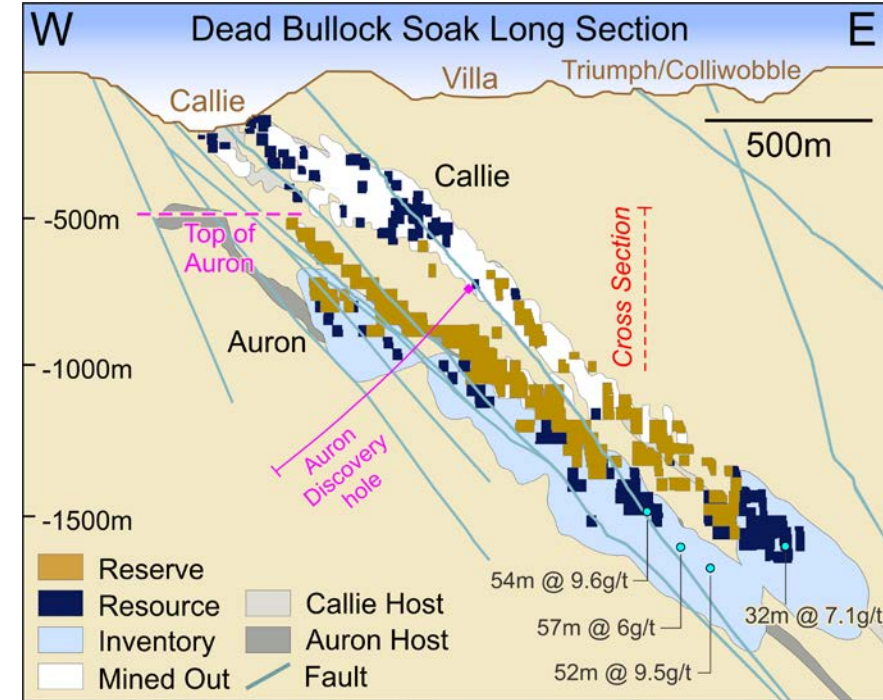 W
Dead Bullock Soak Long Section
E
Callie
Villa
Triumph/Colliwobble
500m
Callie
-500m
Top of
Auron
Cross Section
Auron
-1000m
Auron
Discovery
hole
-1500m
54m @ 9.6g/t
57m @ 6g/t
52m @ 9.5g/t
32m @ 7.1g/t
Reserve
Resource
Inventory
Mined Out
Callie Host
Auron Host
Fault